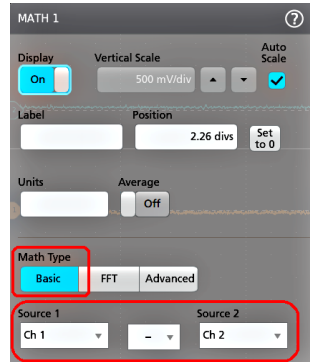 MATH 1 ?
Display Vertical Scale Auto Scale
On 500 mV/div
Label Position
2.26 divs Set to 0
Units Average
Off
Math Type
Basic FFT Advanced
Source 1 Source 2
Ch 1 – Ch 2